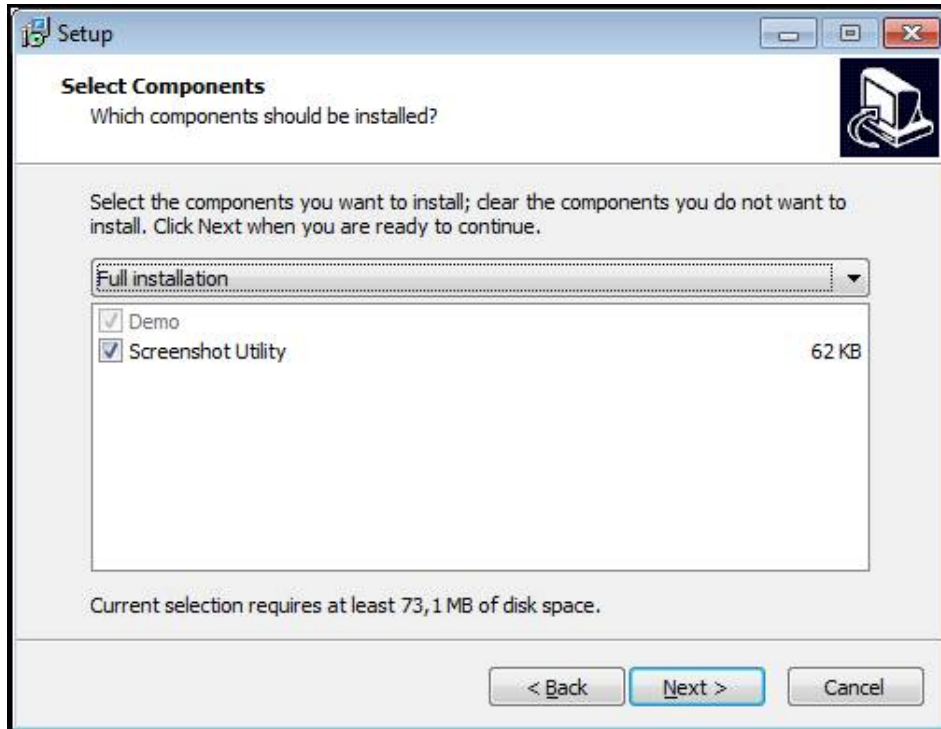 Setup
Select Components
Which components should be installed?
Select the components you want to install; clear the components you do not want to
install. Click Next when you are ready to continue.
Full installation
Demo
Screenshot Utility 62 KB
Current selection requires at least 73,1 MB of disk space.
< Back Next > Cancel